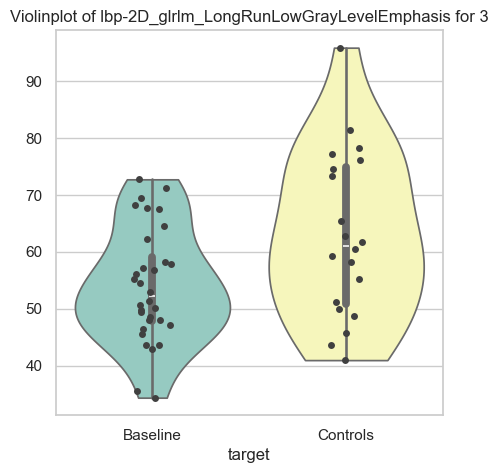 Violinplot of lbp-2D_glrlm_LongRunLowGrayLevelEmphasis for 3
90
80
70
60
50
40
Baseline
Controls
target